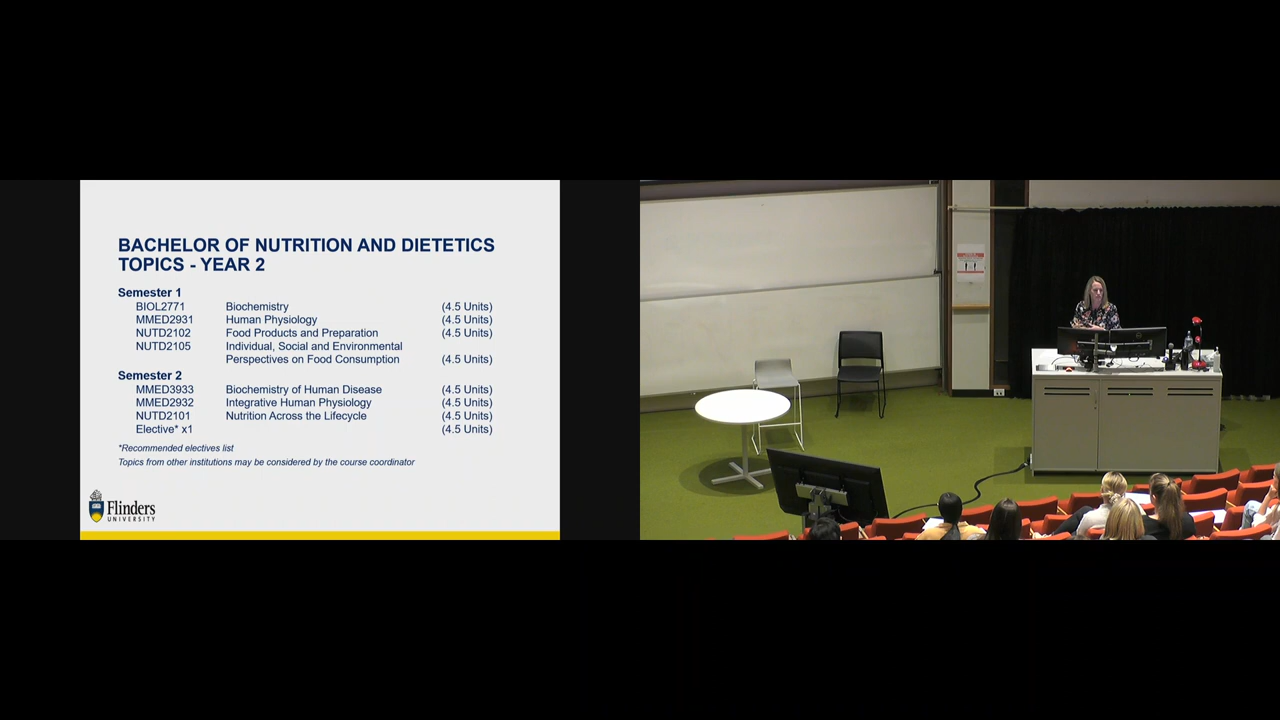 BACHELOR OF NUTRITION AND DIETETICS
TOPICS - YEAR 2
Semester 1
BIOL2771 Biochemistry (4.5 Units)
MMED2931 Human Physiology (4.5 Units)
NUTD2102 Food Products and Preparation (4.5 Units)
NUTD2105 Individual, Social and Environmental
Perspectives on Food Consumption (4.5 Units)
Semester 2
MMED3933 Biochemistry of Human Disease (4.5 Units)
MMED2932 Integrative Human Physiology (4.5 Units)
NUTD2101 Nutrition Across the Lifecycle (4.5 Units)
Elective* x1 (4.5 Units)
*Recommended electives list
Topics from other institutions may be considered by the course coordinator
Flinders
UNIVERSITY